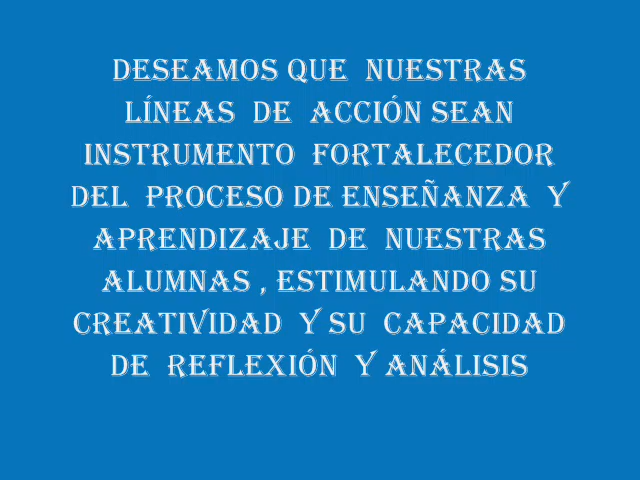 DESEAMOS QUE NUESTRAS
LÍNEAS DE ACCIÓN SEAN
INSTRUMENTO FORTALECEDOR
DEL PROCESO DE ENSEÑANZA Y
APRENDIZAJE DE NUESTRAS
ALUMNAS , ESTIMULANDO SU
CREATIVIDAD Y SU CAPACIDAD
DE REFLEXIÓN Y ANÁLISIS